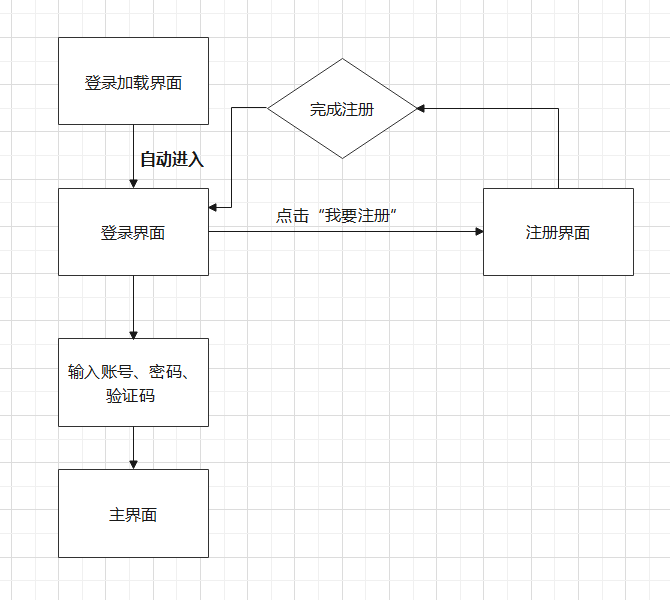 登录加载界面
完成注册
自动进入
登录界面
点击“我要注册”
注册界面
输入账号、密码、
验证码
主界面